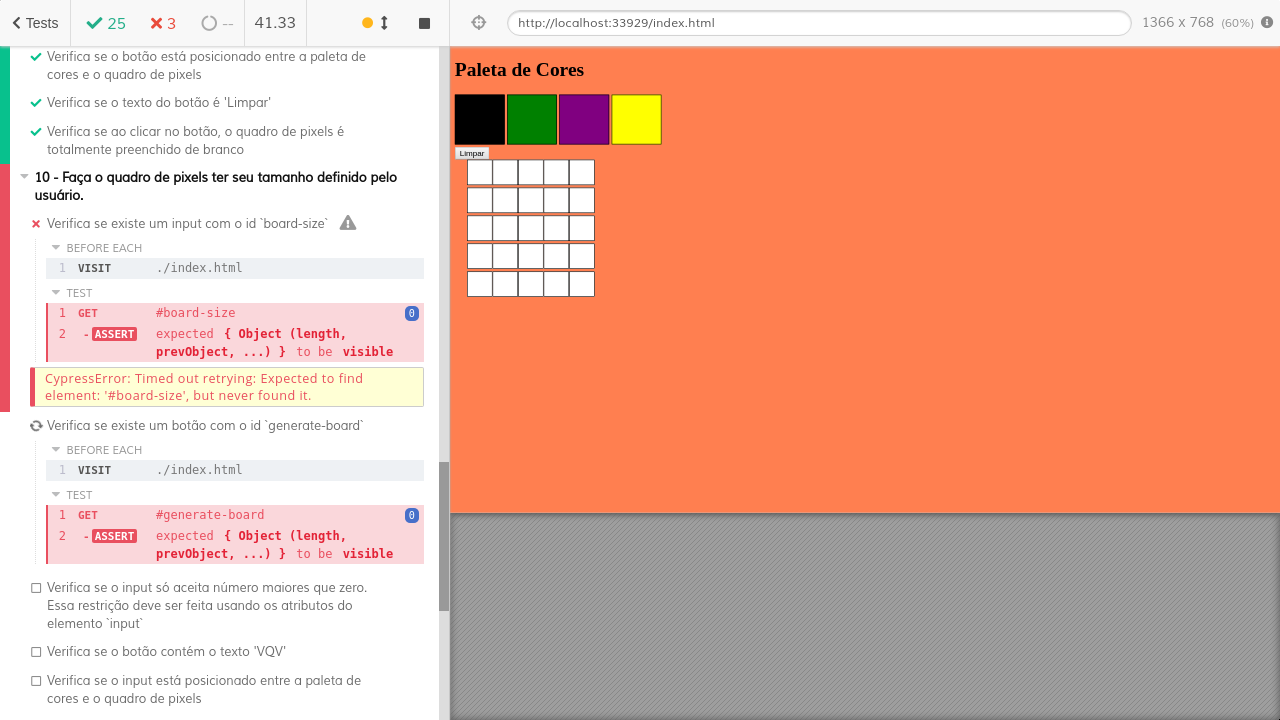 Tests 25 3 -- 41.33 http://localhost:33929/index.html 1366 x 768 (60%)
Verifica se o botão está posicionado entre a paleta de
cores e o quadro de pixels
Verifica se o texto do botão é 'Limpar'
Verifica se ao clicar no botão, o quadro de pixels é
totalmente preenchido de branco
10 - Faça o quadro de pixels ter seu tamanho definido pelo
usuário.
Verifica se existe um input com o id `board-size`
BEFORE EACH
1 VISIT ./index.html
TEST
1 GET #board-size 0
2 -ASSERT expected { Object (length,
prevObject, ...) } to be visible
CypressError: Timed out retrying: Expected to find
element: '#board-size', but never found it.
Verifica se existe um botão com o id `generate-board`
BEFORE EACH
1 VISIT ./index.html
TEST
1 GET #generate-board 0
2 -ASSERT expected { Object (length,
prevObject, ...) } to be visible
Verifica se o input só aceita número maiores que zero.
Essa restrição deve ser feita usando os atributos do
elemento `input`
Verifica se o botão contém o texto 'VQV'
Verifica se o input está posicionado entre a paleta de
cores e o quadro de pixels
Paleta de Cores
Limpar